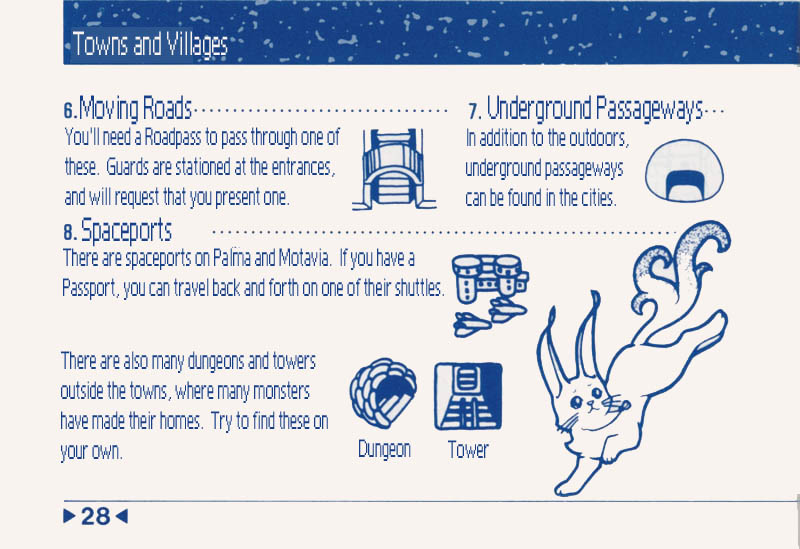 Towns and Villages
6. Moving Roads
You'll need a Roadpass to pass through one of
these. Guards are stationed at the entrances,
and will request that you present one.
7. Underground Passageways
In addition to the outdoors,
underground passageways
can be found in the cities.
8. Spaceports
There are spaceports on Palma and Motavia. If you have a
Passport, you can travel back and forth on one of their shuttles.
There are also many dungeons and towers
outside the towns, where many monsters
have made their homes. Try to find these on
your own.
Dungeon
Tower
28